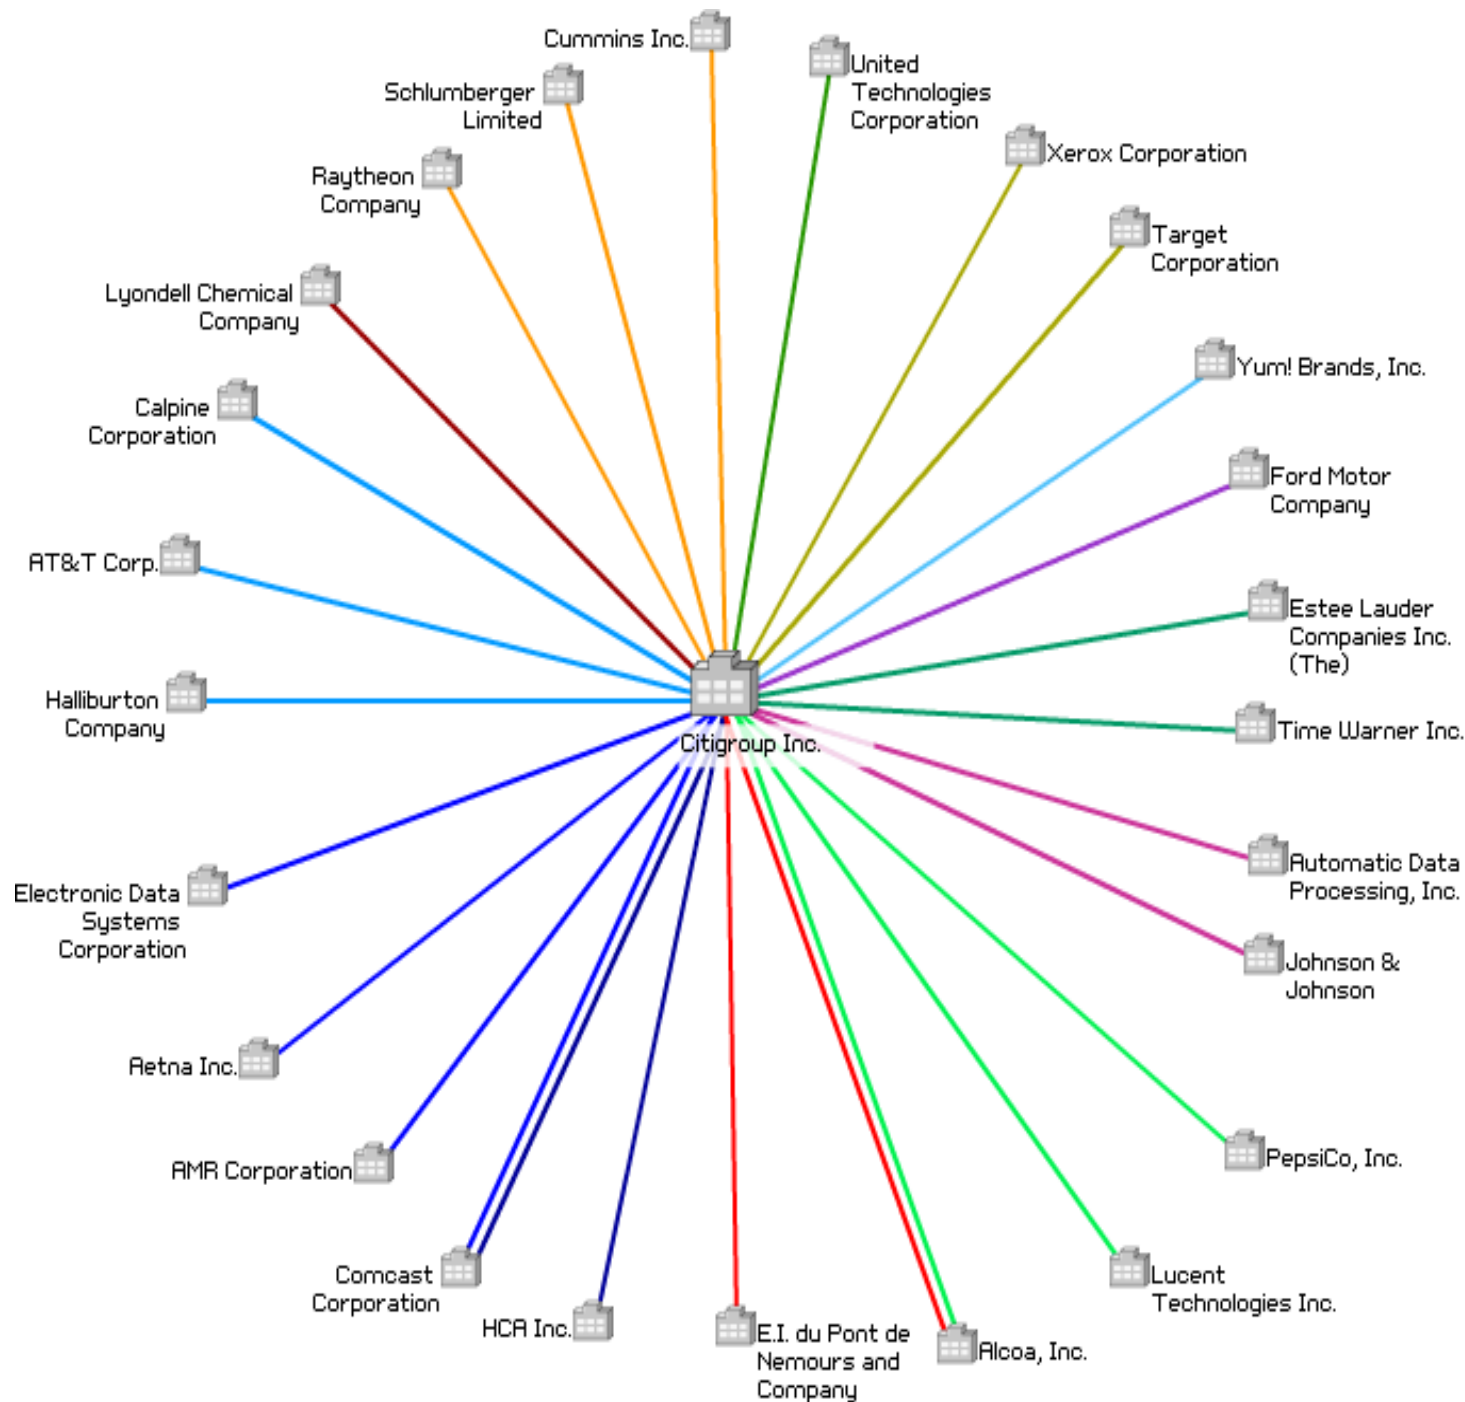 Cummins Inc.
United
Technologies
Corporation
Schlumberger
Limited
Xerox Corporation
Raytheon
Company
Target
Corporation
Lyondell Chemical
Company
Yum! Brands, Inc.
Calpine
Corporation
Ford Motor
Company
AT&T Corp.
Estee Lauder
Companies Inc.
(The)
Halliburton
Company
Time Warner Inc.
Citigroup Inc.
Automatic Data
Processing, Inc.
Electronic Data
Systems
Corporation
Johnson &
Johnson
Aetna Inc.
PepsiCo, Inc.
AMR Corporation
Comcast
Corporation
Lucent
Technologies Inc.
HCA Inc.
E.I. du Pont de
Nemours and
Company
Alcoa, Inc.